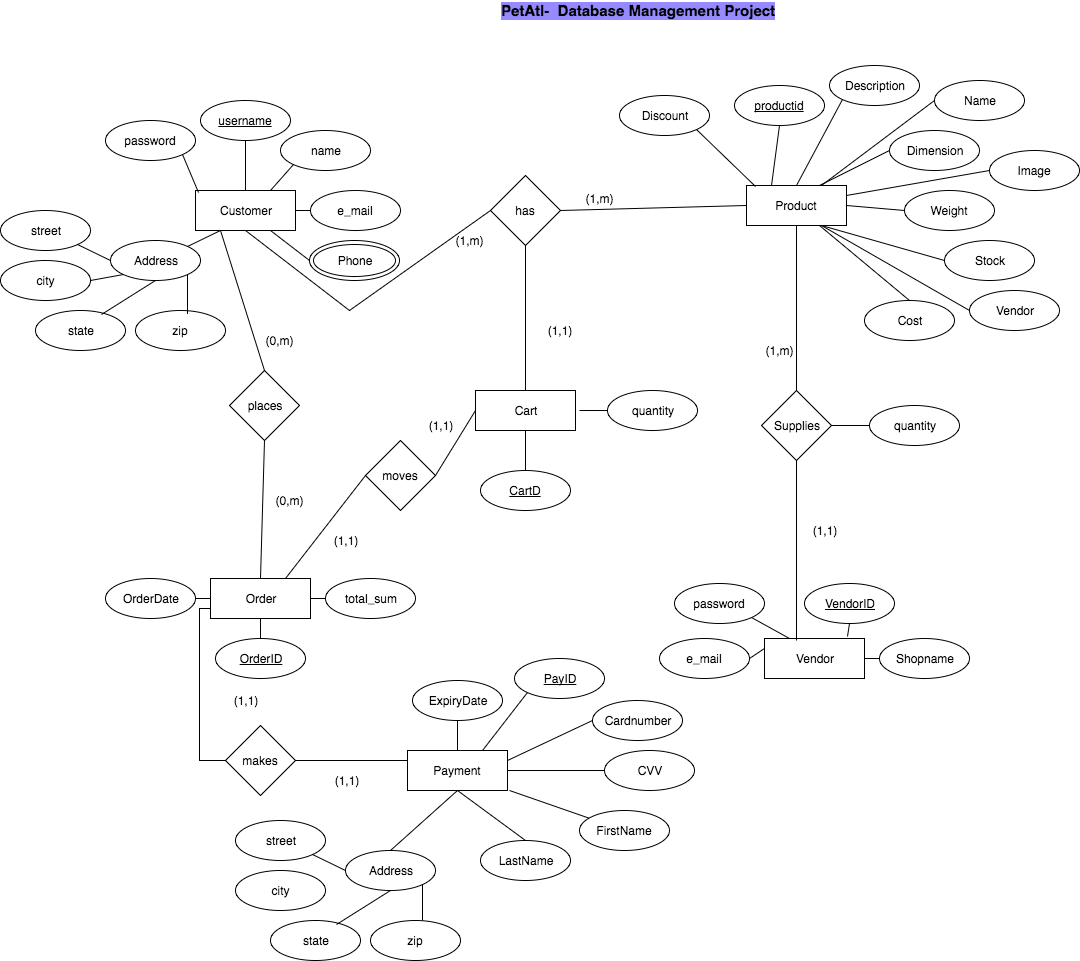 PetAtl- Database Management Project
Description
productid
Name
Discount
username
password
name
Dimension
Image
Customer
e_mail
has
(1,m)
Product
Weight
street
(1,m)
Address
Phone
Stock
city
Vendor
state
zip
Cost
(0,m)
(1,1)
(1,m)
places
Cart
quantity
(1,1)
Supplies
quantity
moves
CartD
(0,m)
(1,1)
(1,1)
OrderDate
Order
total_sum
password
VendorID
OrderID
e_mail
Vendor
Shopname
PayID
(1,1)
ExpiryDate
Cardnumber
makes
(1,1)
Payment
CVV
street
FirstName
Address
LastName
city
state
zip